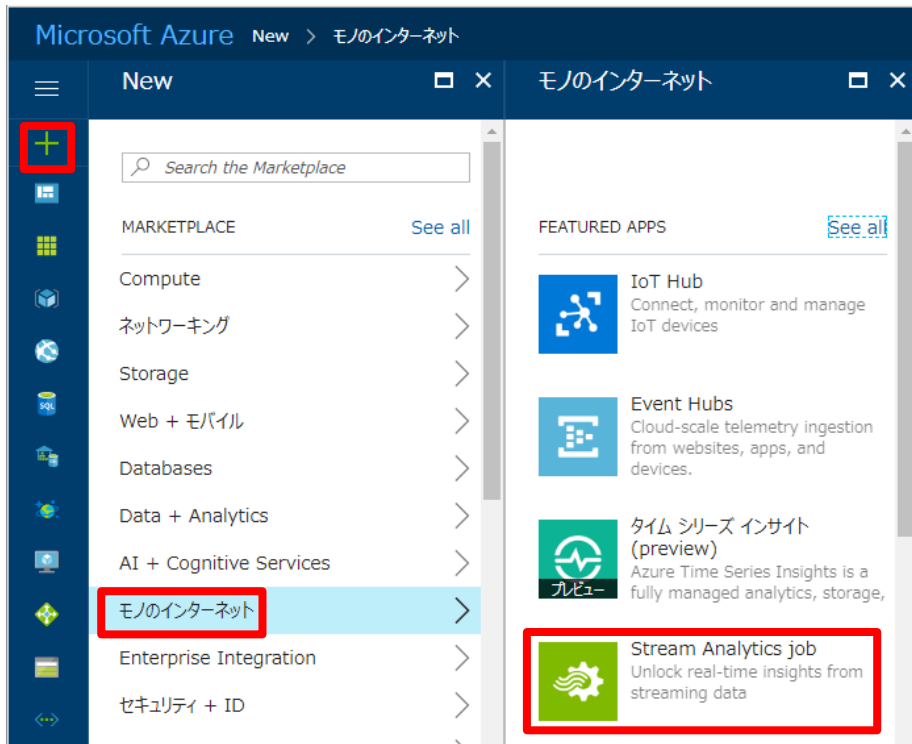 Microsoft Azure New > モノのインターネット
New
モノのインターネット
Search the Marketplace
MARKETPLACE See all
Compute
ネットワーキング
Storage
Web + モバイル
Databases
Data + Analytics
AI + Cognitive Services
モノのインターネット
Enterprise Integration
セキュリティ + ID
FEATURED APPS See all
IoT Hub
Connect, monitor and manage
IoT devices
Event Hubs
Cloud-scale telemetry ingestion
from websites, apps, and
devices.
タイム シリーズ インサイト
(preview)
Azure Time Series Insights is a
fully managed analytics, storage,
プレビュー
Stream Analytics job
Unlock real-time insights from
streaming data
SQL